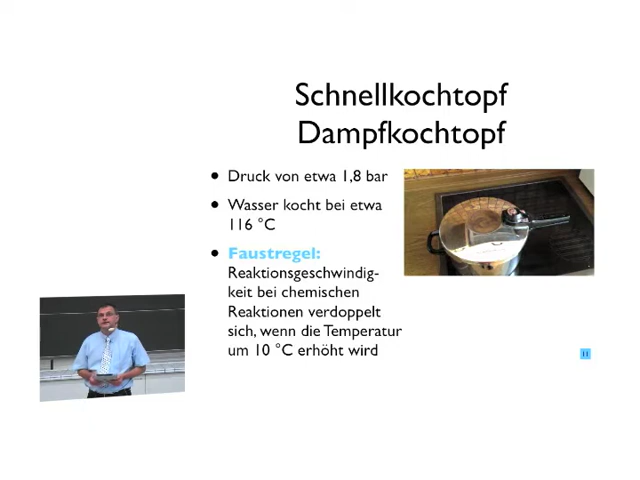 Schnellkochtopf
Dampfkochtopf
• Druck von etwa 1,8 bar
• Wasser kocht bei etwa
116 °C
• Faustregel:
Reaktionsgeschwindig-
keit bei chemischen
Reaktionen verdoppelt
sich, wenn die Temperatur
um 10 °C erhöht wird
11